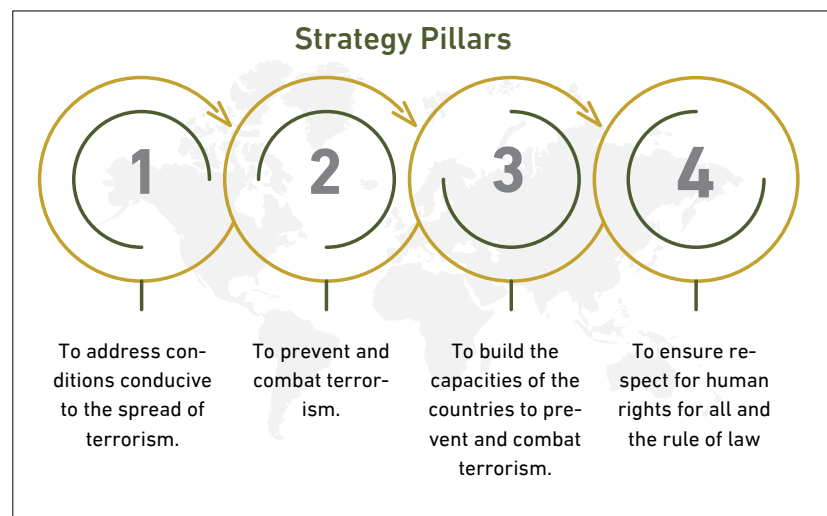 Strategy Pillars
1
2
3
4
To address con-
ditions conducive
to the spread of
terrorism.
To prevent and
combat terror-
ism.
To build the
capacities of the
countries to pre-
vent and combat
terrorism.
To ensure re-
spect for human
rights for all and
the rule of law